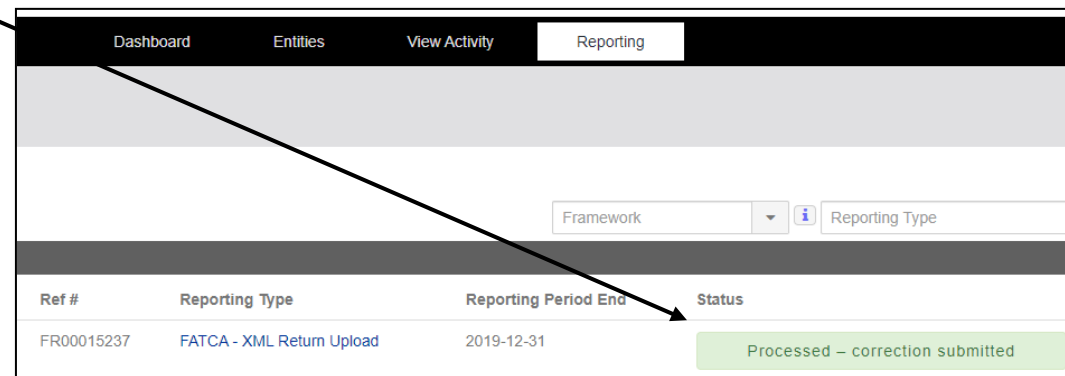 Dashboard Entities View Activity Reporting
Framework i Reporting Type
Ref # Reporting Type Reporting Period End Status
FR00015237 FATCA - XML Return Upload 2019-12-31 Processed – correction submitted